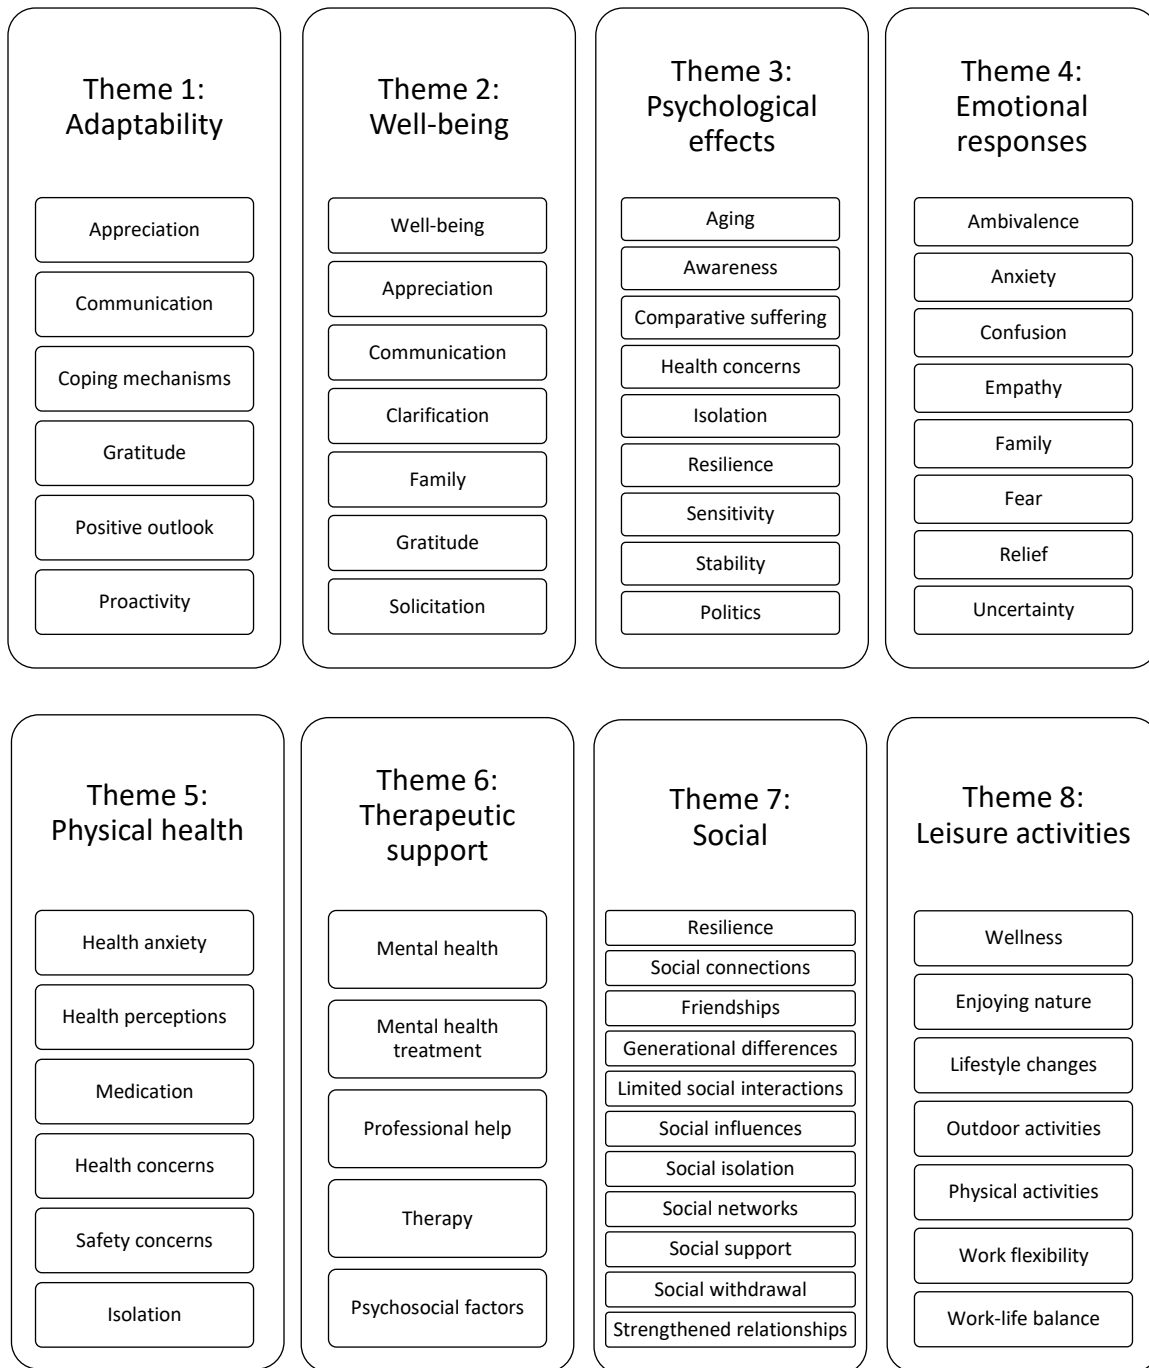 Theme 1:
Adaptability
Appreciation
Communication
Coping mechanisms
Gratitude
Positive outlook
Proactivity
Theme 2:
Well-being
Well-being
Appreciation
Communication
Clarification
Family
Gratitude
Solicitation
Theme 3:
Psychological
effects
Aging
Awareness
Comparative suffering
Health concerns
Isolation
Resilience
Sensitivity
Stability
Politics
Theme 4:
Emotional
responses
Ambivalence
Anxiety
Confusion
Empathy
Family
Fear
Relief
Uncertainty
Theme 5:
Physical health
Health anxiety
Health perceptions
Medication
Health concerns
Safety concerns
Isolation
Theme 6:
Therapeutic
support
Mental health
Mental health
treatment
Professional help
Therapy
Psychosocial factors
Theme 7:
Social
Resilience
Social connections
Friendships
Generational differences
Limited social interactions
Social influences
Social isolation
Social networks
Social support
Social withdrawal
Strengthened relationships
Theme 8:
Leisure activities
Wellness
Enjoying nature
Lifestyle changes
Outdoor activities
Physical activities
Work flexibility
Work-life balance